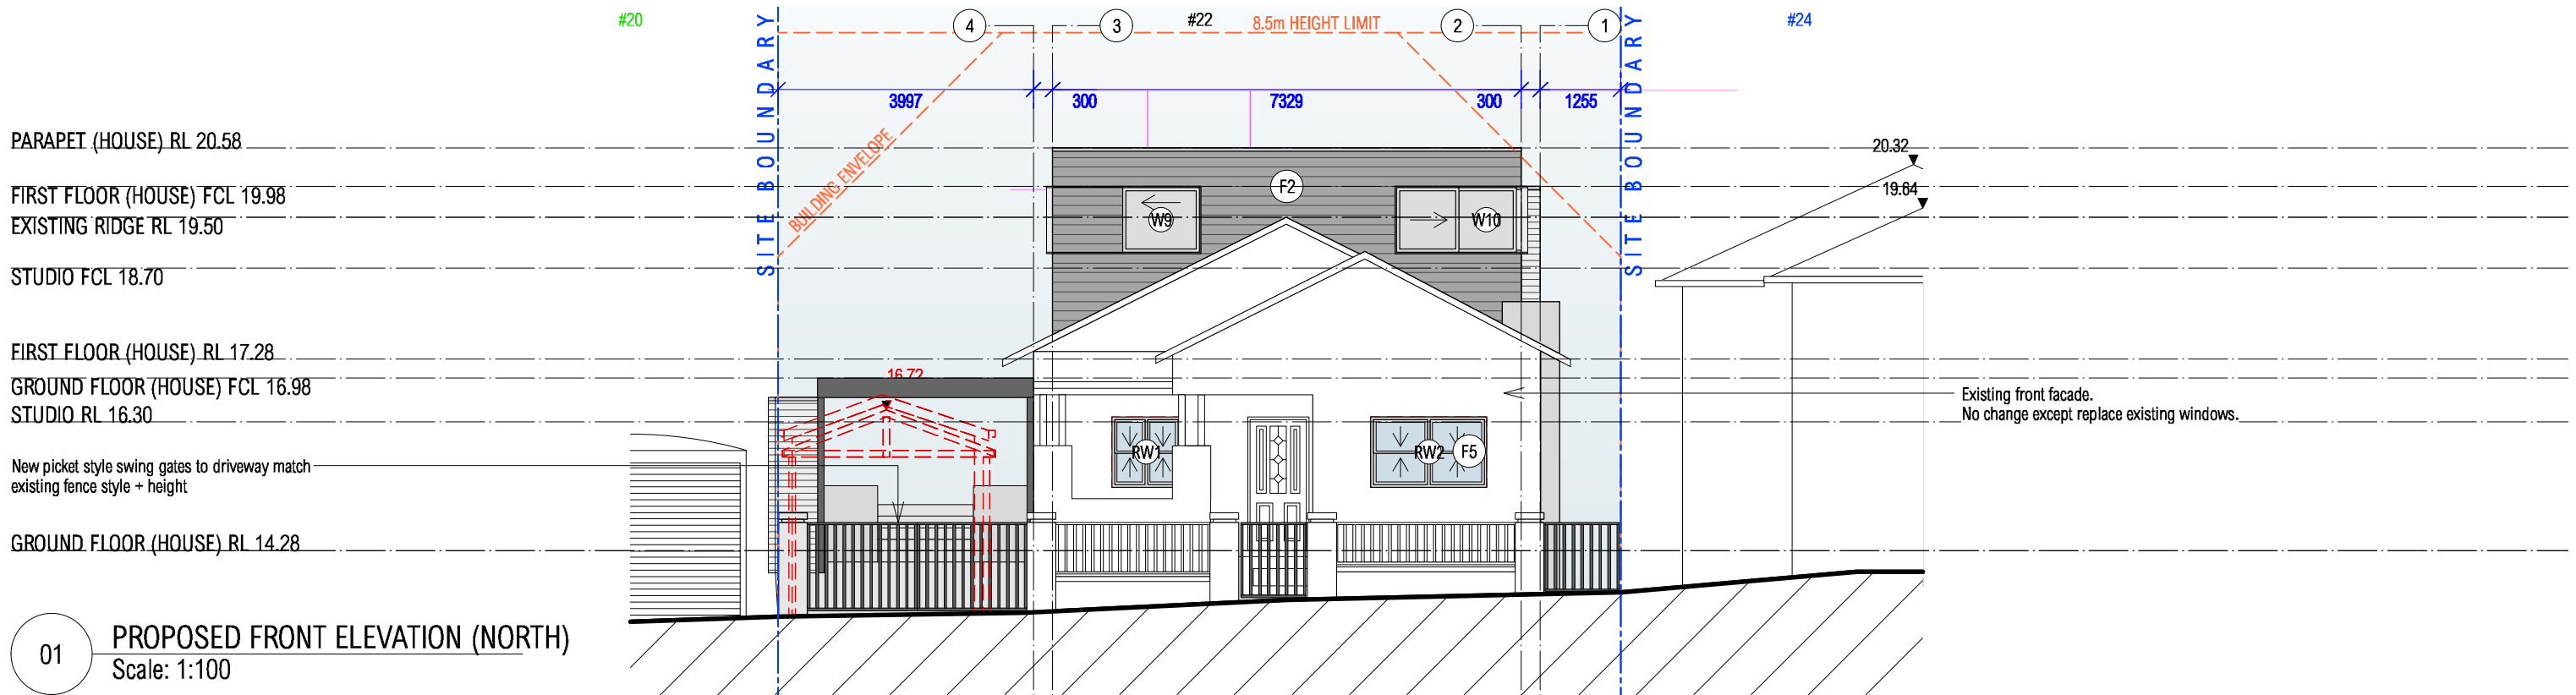 #20
#22
#24
4
3
8.5m HEIGHT LIMIT
2
1
SITE BOUNDARY
SITE BOUNDARY
3997
300
7329
300
1255
BUILDING ENVELOPE
PARAPET (HOUSE) RL 20.58
20.32
FIRST FLOOR (HOUSE) FCL 19.98
F2
19.64
EXISTING RIDGE RL 19.50
W9
W10
STUDIO FCL 18.70
FIRST FLOOR (HOUSE) RL 17.28
16.72
GROUND FLOOR (HOUSE) FCL 16.98
STUDIO RL 16.30
Existing front facade.
No change except replace existing windows.
RW1
RW2
F5
New picket style swing gates to driveway match
existing fence style + height
GROUND FLOOR (HOUSE) RL 14.28
01
PROPOSED FRONT ELEVATION (NORTH)
Scale: 1:100